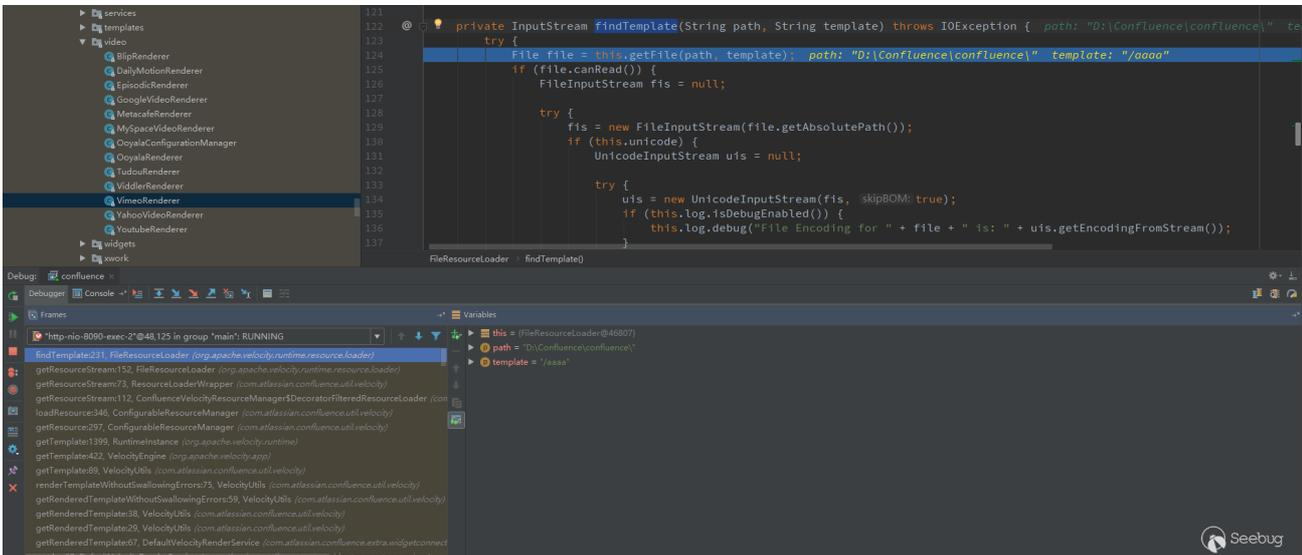 services
templates
video
BlipRenderer
DailyMotionRenderer
EpisodicRenderer
GoogleVideoRenderer
MetacafeRenderer
MySpaceVideoRenderer
OoyalaConfigurationManager
OoyalaRenderer
TudouRenderer
ViddlerRenderer
VimeoRenderer
YahooVideoRenderer
YoutubeRenderer
widgets
xwork
121
122 @ private InputStream findTemplate(String path, String template) throws IOException { path: "D:\Confluence\confluence\" te
123 try {
124 File file = this.getFile(path, template); path: "D:\Confluence\confluence\" template: "/aaaa"
125 if (file.canRead()) {
126 FileInputStream fis = null;
127
128 try {
129 fis = new FileInputStream(file.getAbsolutePath());
130 if (this.unicode) {
131 UnicodeInputStream uis = null;
132
133 try {
134 uis = new UnicodeInputStream(fis, skipBOM: true);
135 if (this.log.isDebugEnabled()) {
136 this.log.debug("File Encoding for " + file + " is: " + uis.getEncodingFromStream());
137 }
FileResourceLoader › findTemplate()
Debug: confluence ×
Debugger Console
Frames
"http-nio-8090-exec-2"@48,125 in group "main": RUNNING
findTemplate:231, FileResourceLoader (org.apache.velocity.runtime.resource.loader)
getResourceStream:152, FileResourceLoader (org.apache.velocity.runtime.resource.loader)
getResourceStream:73, ResourceLoaderWrapper (com.atlassian.confluence.util.velocity)
getResourceStream:112, ConfluenceVelocityResourceManager$DecoratorFilteredResourceLoader (con
loadResource:346, ConfigurableResourceManager (com.atlassian.confluence.util.velocity)
getResource:297, ConfigurableResourceManager (com.atlassian.confluence.util.velocity)
getTemplate:1399, RuntimeInstance (org.apache.velocity.runtime)
getTemplate:422, VelocityEngine (org.apache.velocity.app)
getTemplate:89, VelocityUtils (com.atlassian.confluence.util.velocity)
renderTemplateWithoutSwallowingErrors:75, VelocityUtils (com.atlassian.confluence.util.velocity)
getRenderedTemplateWithoutSwallowingErrors:59, VelocityUtils (com.atlassian.confluence.util.velocity)
getRenderedTemplate:38, VelocityUtils (com.atlassian.confluence.util.velocity)
getRenderedTemplate:29, VelocityUtils (com.atlassian.confluence.util.velocity)
getRenderedTemplate:67, DefaultVelocityRenderService (com.atlassian.confluence.extra.widgetconnect
Variables
this = {FileResourceLoader@46807}
path = "D:\Confluence\confluence\"
template = "/aaaa"
Seebug